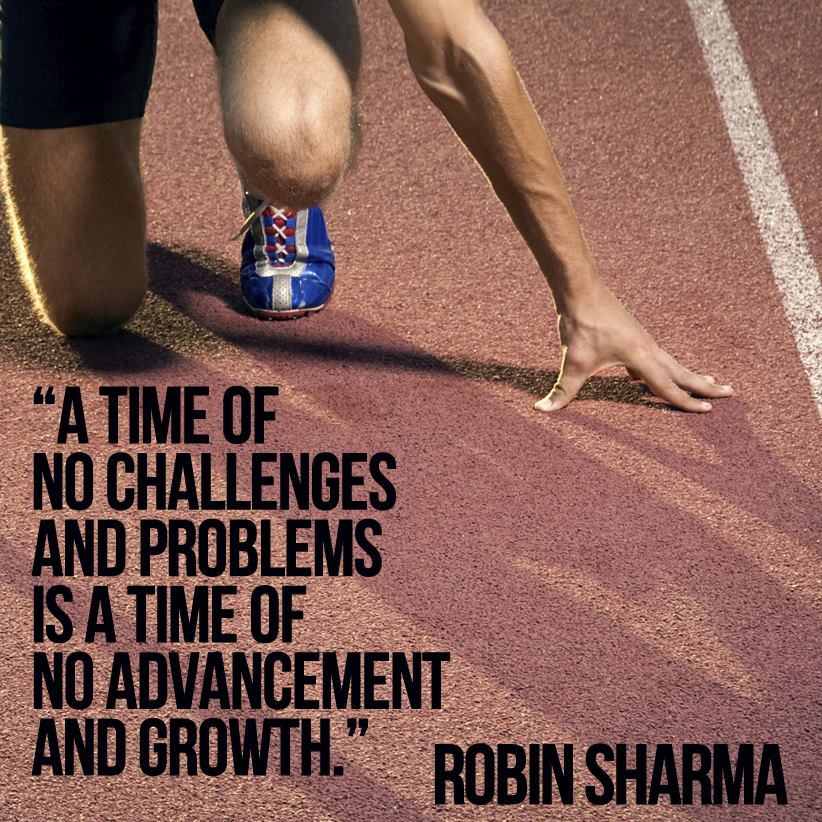 “A TIME OF
NO CHALLENGES
AND PROBLEMS
IS A TIME OF
NO ADVANCEMENT
AND GROWTH.”
ROBIN SHARMA